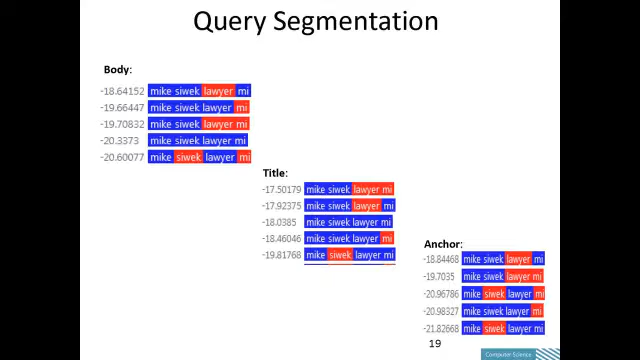 Query Segmentation
Body:
-18.64152 mike siwek lawyer mi
-19.66447 mike siwek lawyer mi
-19.70832 mike siwek lawyer mi
-20.3373 mike siwek lawyer mi
-20.60077 mike siwek lawyer mi
Title:
-17.50179 mike siwek lawyer mi
-17.92375 mike siwek lawyer mi
-18.0385 mike siwek lawyer mi
-18.46046 mike siwek lawyer mi
-19.81768 mike siwek lawyer mi
Anchor:
-18.84468 mike siwek lawyer mi
-19.7035 mike siwek lawyer mi
-20.96786 mike siwek lawyer mi
-20.98327 mike siwek lawyer mi
-21.82668 mike siwek lawyer mi
19
Computer Science